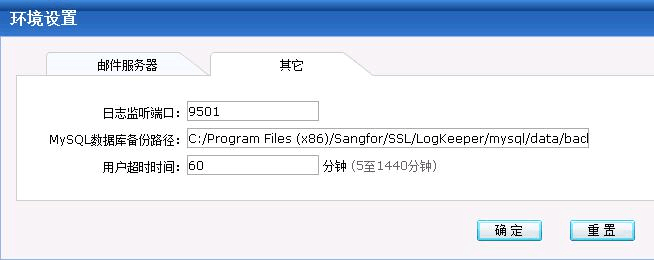 环境设置
邮件服务器 其它
日志监听端口： 9501
MySQL数据库备份路径： C:/Program Files (x86)/Sangfor/SSL/LogKeeper/mysql/data/bacl
用户超时时间： 60 分钟 (5至1440分钟)
确 定 重 置